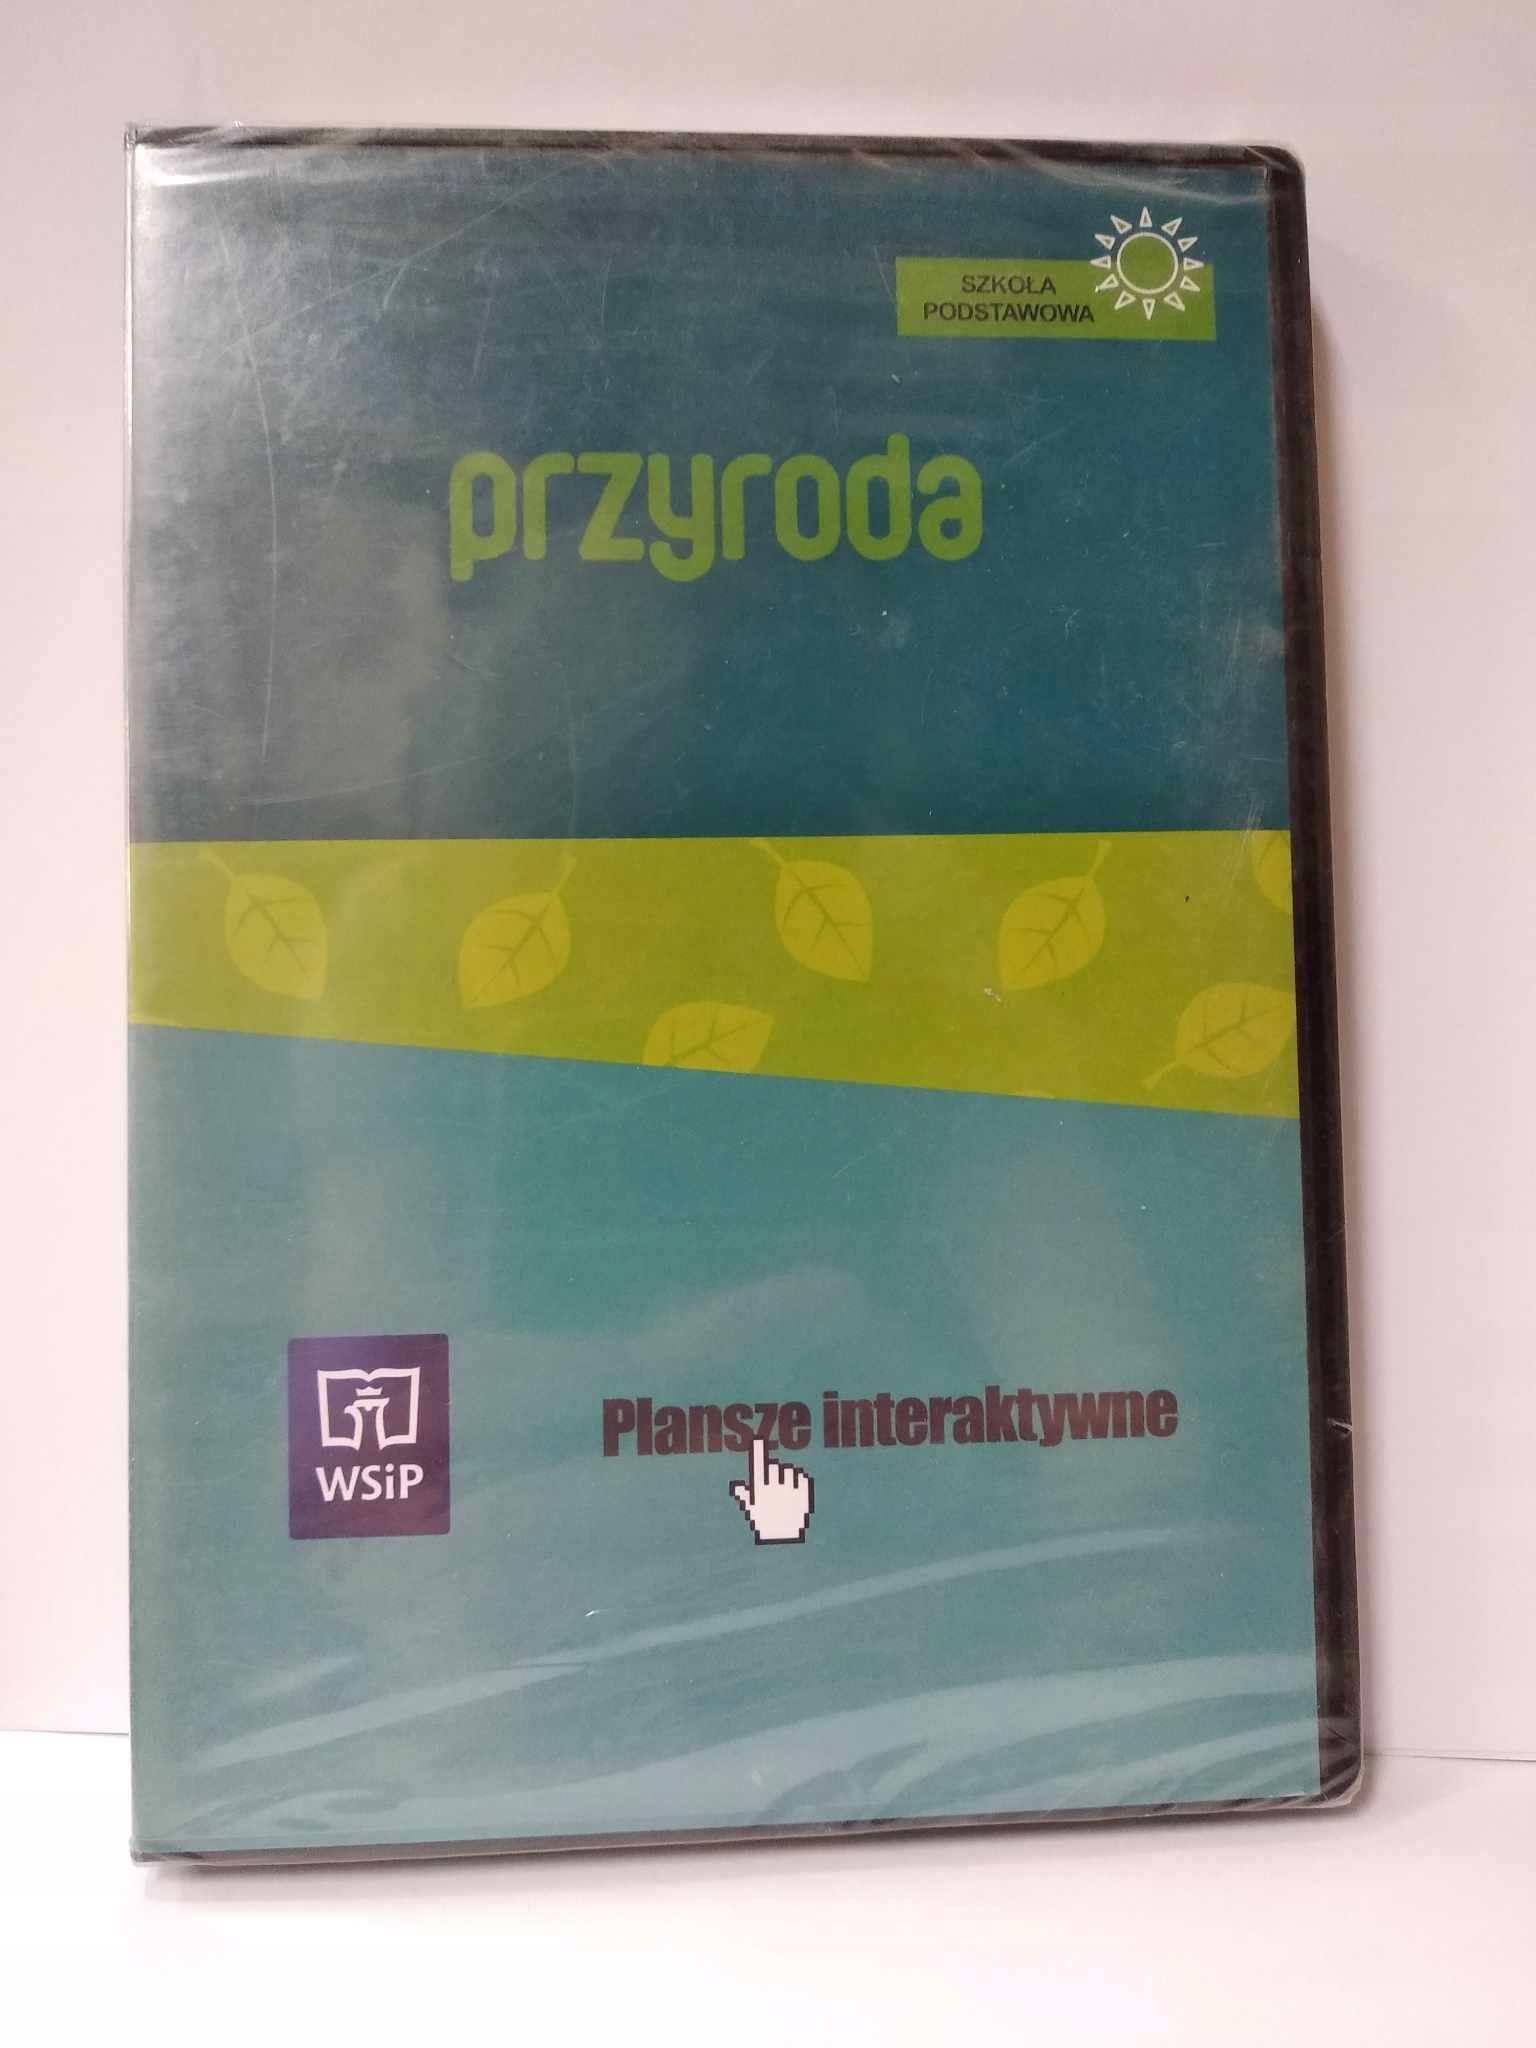 SZKOŁA
PODSTAWOWA
przyroda
Plansze interaktywne
WSiP